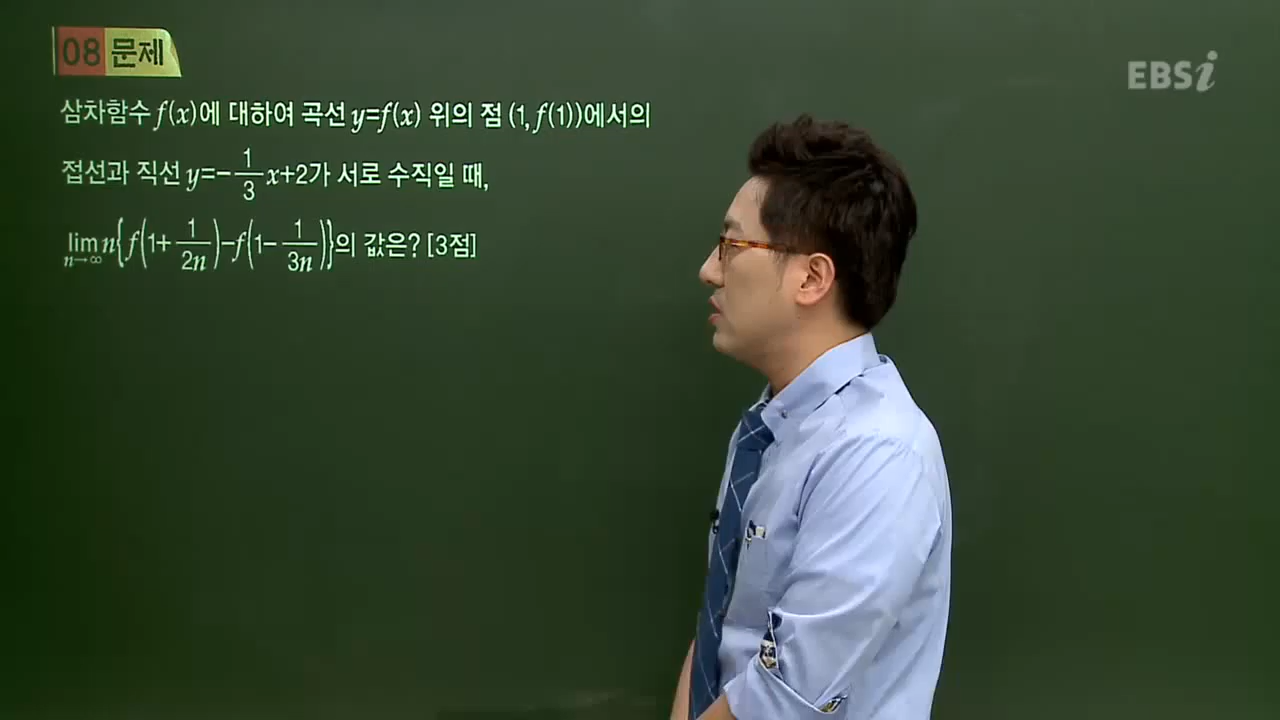 08 문제
EBSi
삼차함수 f(x)에 대하여 곡선 y=f(x) 위의 점 (1, f(1))에서의
접선과 직선 y=-1/3 x+2가 서로 수직일 때,
lim n→∞ n{f(1+1/2n)-f(1-1/3n)}의 값은? [3점]